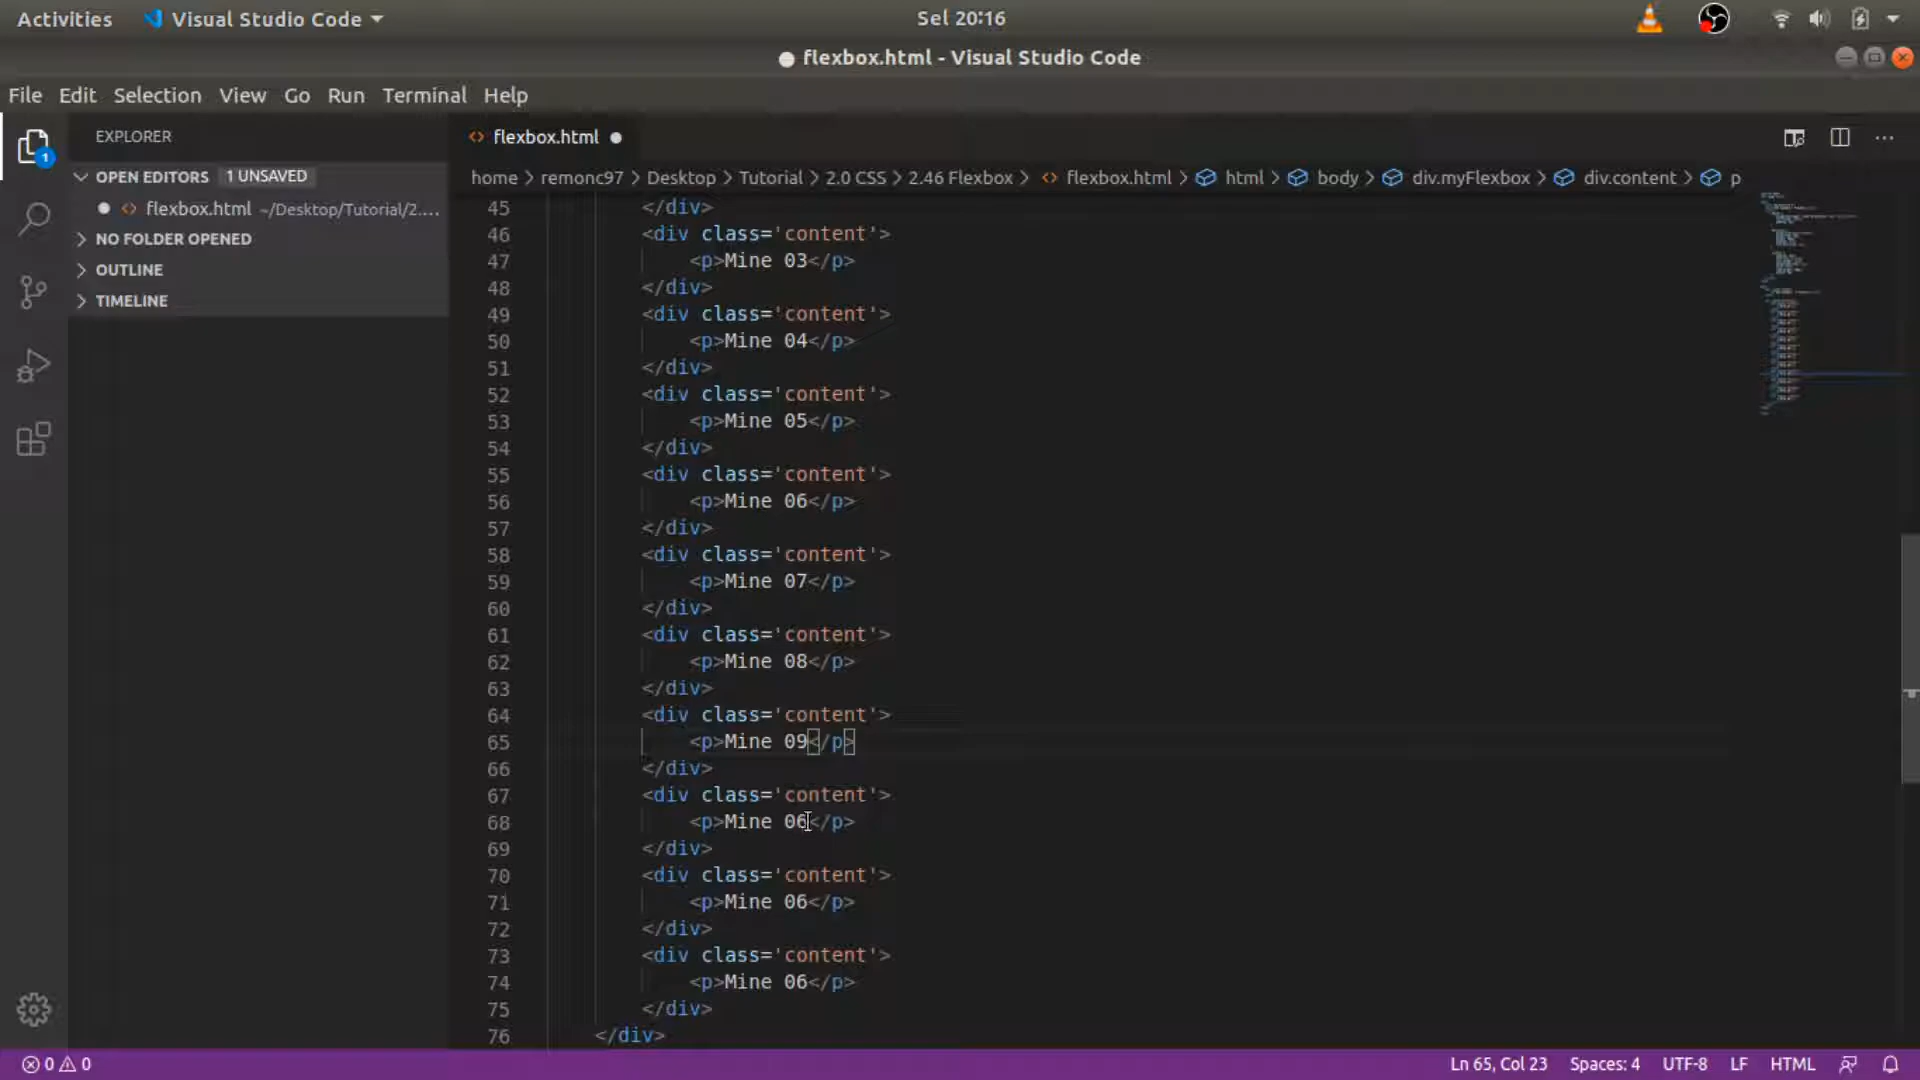 Activities Visual Studio Code Sel 20:16
flexbox.html - Visual Studio Code
File Edit Selection View Go Run Terminal Help
EXPLORER
flexbox.html
OPEN EDITORS 1 UNSAVED
flexbox.html ~/Desktop/Tutorial/2....
NO FOLDER OPENED
OUTLINE
TIMELINE
1
home > remonc97 > Desktop > Tutorial > 2.0 CSS > 2.46 Flexbox > flexbox.html > html > body > div.myFlexbox > div.content > p
45 </div>
46 <div class='content'>
47 <p>Mine 03</p>
48 </div>
49 <div class='content'>
50 <p>Mine 04</p>
51 </div>
52 <div class='content'>
53 <p>Mine 05</p>
54 </div>
55 <div class='content'>
56 <p>Mine 06</p>
57 </div>
58 <div class='content'>
59 <p>Mine 07</p>
60 </div>
61 <div class='content'>
62 <p>Mine 08</p>
63 </div>
64 <div class='content'>
65 <p>Mine 09</p>
66 </div>
67 <div class='content'>
68 <p>Mine 06</p>
69 </div>
70 <div class='content'>
71 <p>Mine 06</p>
72 </div>
73 <div class='content'>
74 <p>Mine 06</p>
75 </div>
76 </div>
0 0 Ln 65, Col 23 Spaces: 4 UTF-8 LF HTML